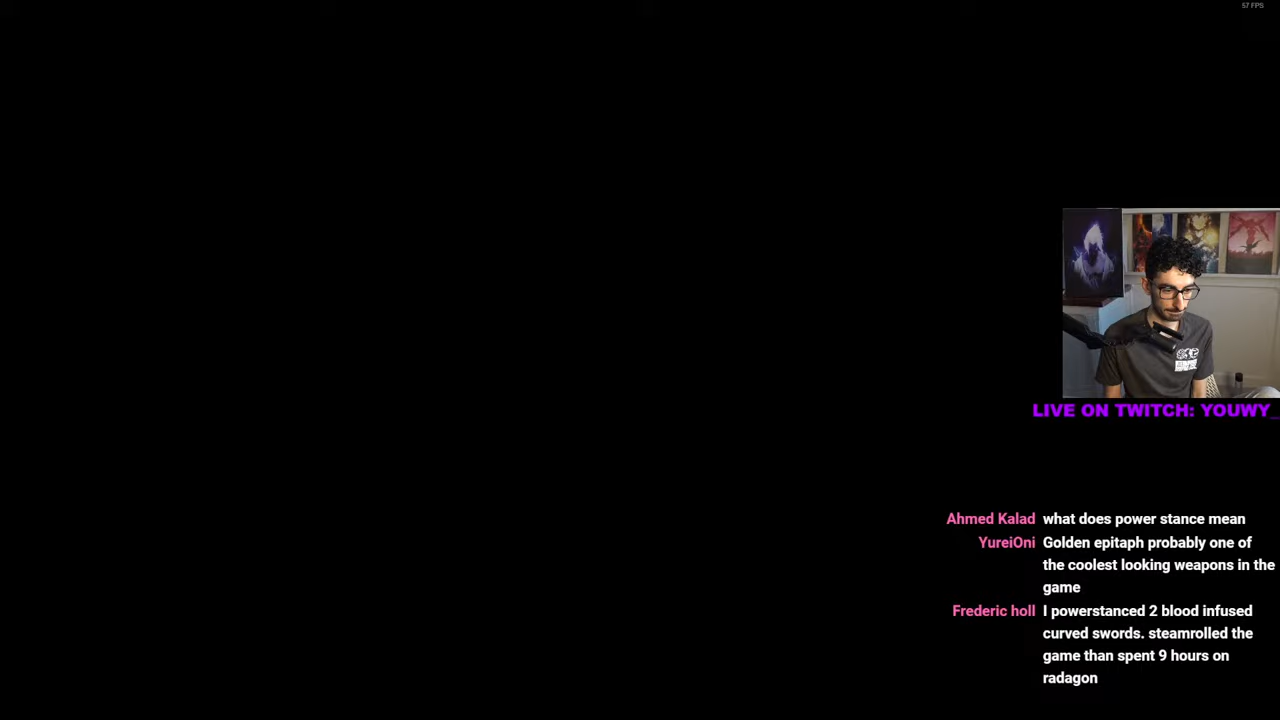 57 FPS
LIVE ON TWITCH: YOUWY_
Ahmed Kalad what does power stance mean
YureiOni Golden epitaph probably one of
the coolest looking weapons in the
game
Frederic holl I powerstanced 2 blood infused
curved swords. steamrolled the
game than spent 9 hours on
radagon